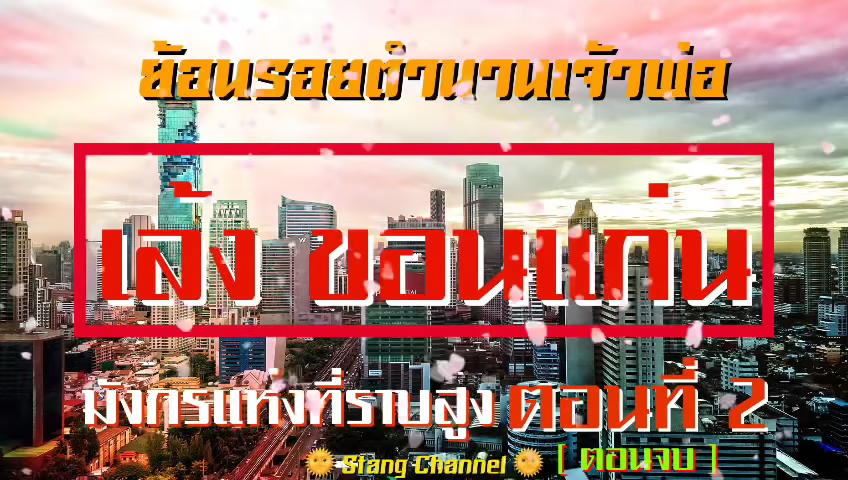 ย้อนรอยตำนานเจ้าพ่อ
เล้ง ขอนแก่น
มังกรแห่งที่ราบสูง ตอนที่ 2
🌞 Stang Channel 🌞 [ ตอนจบ ]